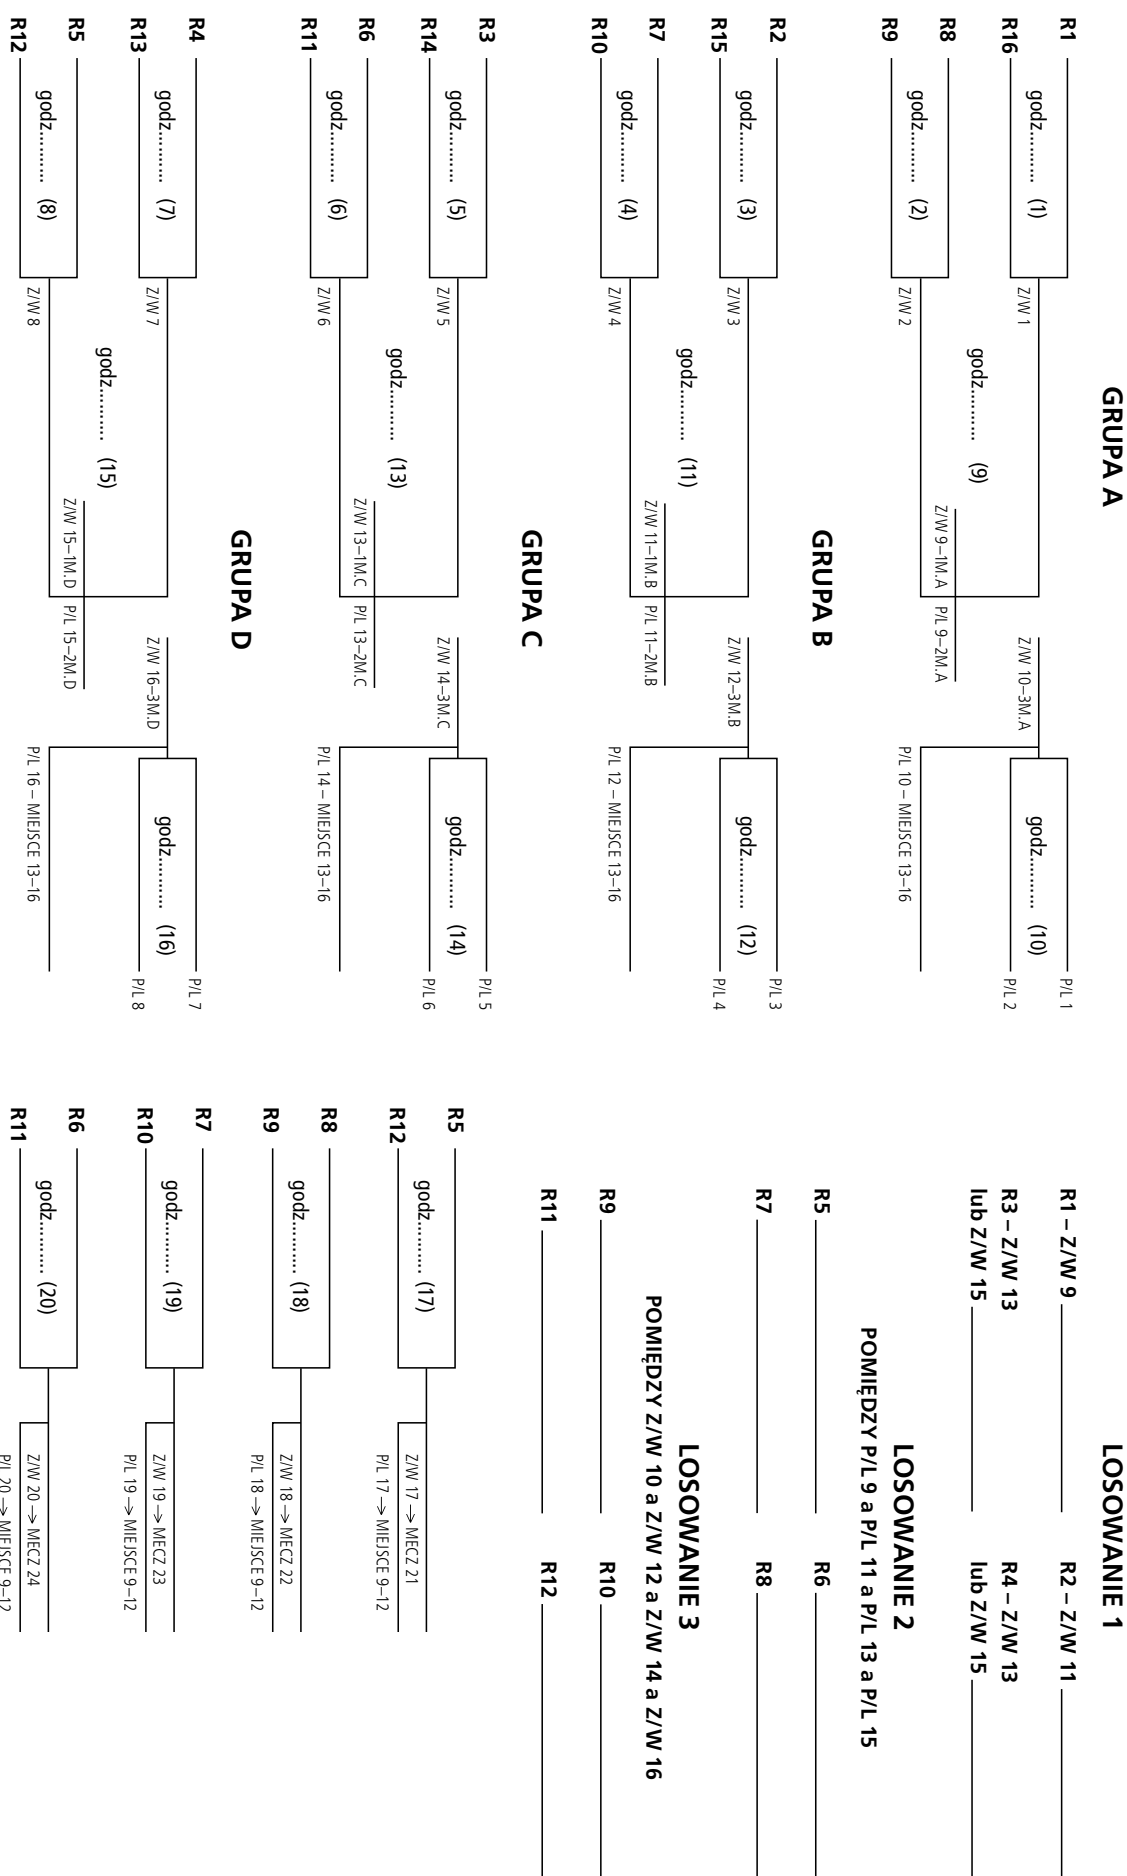 GRUPA A
R1
godz........... (1)
R16
Z/W 1
R8
godz........... (2)
R9
Z/W 2
godz........... (9)
Z/W 9–1M.A
P/L 9–2M.A
Z/W 10–3M.A
P/L 10 – MIEJSCE 13–16
godz........... (10)
P/L 1
P/L 2
GRUPA B
R2
godz........... (3)
R15
Z/W 3
R7
godz........... (4)
R10
Z/W 4
godz........... (11)
Z/W 11–1M.B
P/L 11–2M.B
Z/W 12–3M.B
P/L 12 – MIEJSCE 13–16
godz........... (12)
P/L 3
P/L 4
GRUPA C
R3
godz........... (5)
R14
Z/W 5
R6
godz........... (6)
R11
Z/W 6
godz........... (13)
Z/W 13–1M.C
P/L 13–2M.C
Z/W 14–3M.C
P/L 14 – MIEJSCE 13–16
godz........... (14)
P/L 5
P/L 6
GRUPA D
R4
godz........... (7)
R13
Z/W 7
R5
godz........... (8)
R12
Z/W 8
godz........... (15)
Z/W 15–1M.D
P/L 15–2M.D
Z/W 16–3M.D
P/L 16 – MIEJSCE 13–16
godz........... (16)
P/L 7
P/L 8
LOSOWANIE 1
R1 – Z/W 9
R2 – Z/W 11
R3 – Z/W 13
lub Z/W 15
R4 – Z/W 13
lub Z/W 15
LOSOWANIE 2
POMIĘDZY P/L 9 a P/L 11 a P/L 13 a P/L 15
R5
R6
R7
R8
LOSOWANIE 3
POMIĘDZY Z/W 10 a Z/W 12 a Z/W 14 a Z/W 16
R9
R10
R11
R12
R5
godz........... (17)
R12
Z/W 17 → MECZ 21
P/L 17 → MIEJSCE 9–12
R8
godz........... (18)
R9
Z/W 18 → MECZ 22
P/L 18 → MIEJSCE 9–12
R7
godz........... (19)
R10
Z/W 19 → MECZ 23
P/L 19 → MIEJSCE 9–12
R6
godz........... (20)
R11
Z/W 20 → MECZ 24
P/L 20 → MIEJSCE 9–12